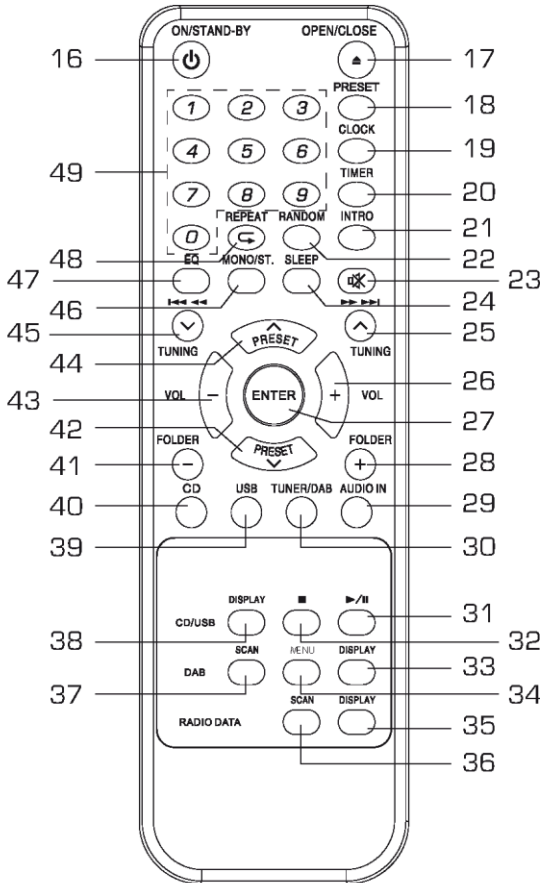 ON/STAND-BY OPEN/CLOSE
16 17
PRESET
18
1 2 3
CLOCK
19
4 5 6
49
TIMER
20
7 8 9
REPEAT RANDOM INTRO
21
0
48 22
EQ MONO/ST. SLEEP
47 23
46 24
45 25
TUNING PRESET TUNING
44 26
VOL - ENTER + VOL
43 27
42
FOLDER PRESET FOLDER
41 - + 28
CD USB TUNER/DAB AUDIO IN
40 29
39 30
DISPLAY
31
CD/USB
38 32
SCAN MENU DISPLAY
33
DAB
37 34
SCAN DISPLAY
RADIO DATA
35
36